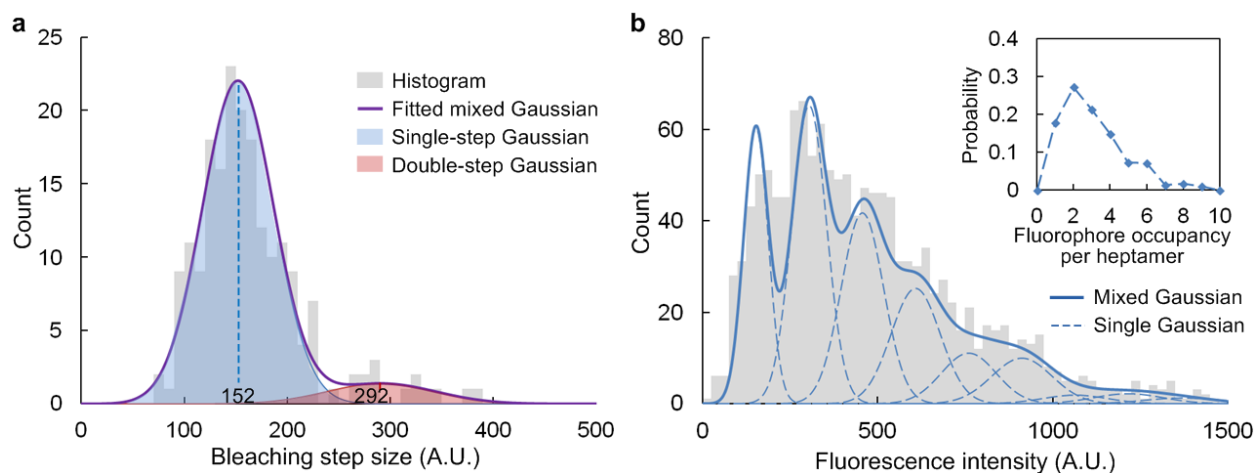 a
25
20
15
10
5
0
Count
Histogram
Fitted mixed Gaussian
Single-step Gaussian
Double-step Gaussian
152
292
0
100
200
300
400
500
Bleaching step size (A.U.)
b
80
60
40
20
0
Count
0.4
0.3
0.2
0.1
0
Probability
0
2
4
6
8
10
Fluorophore occupancy
per heptamer
Mixed Gaussian
Single Gaussian
0
500
1000
1500
Fluorescence intensity (A.U.)